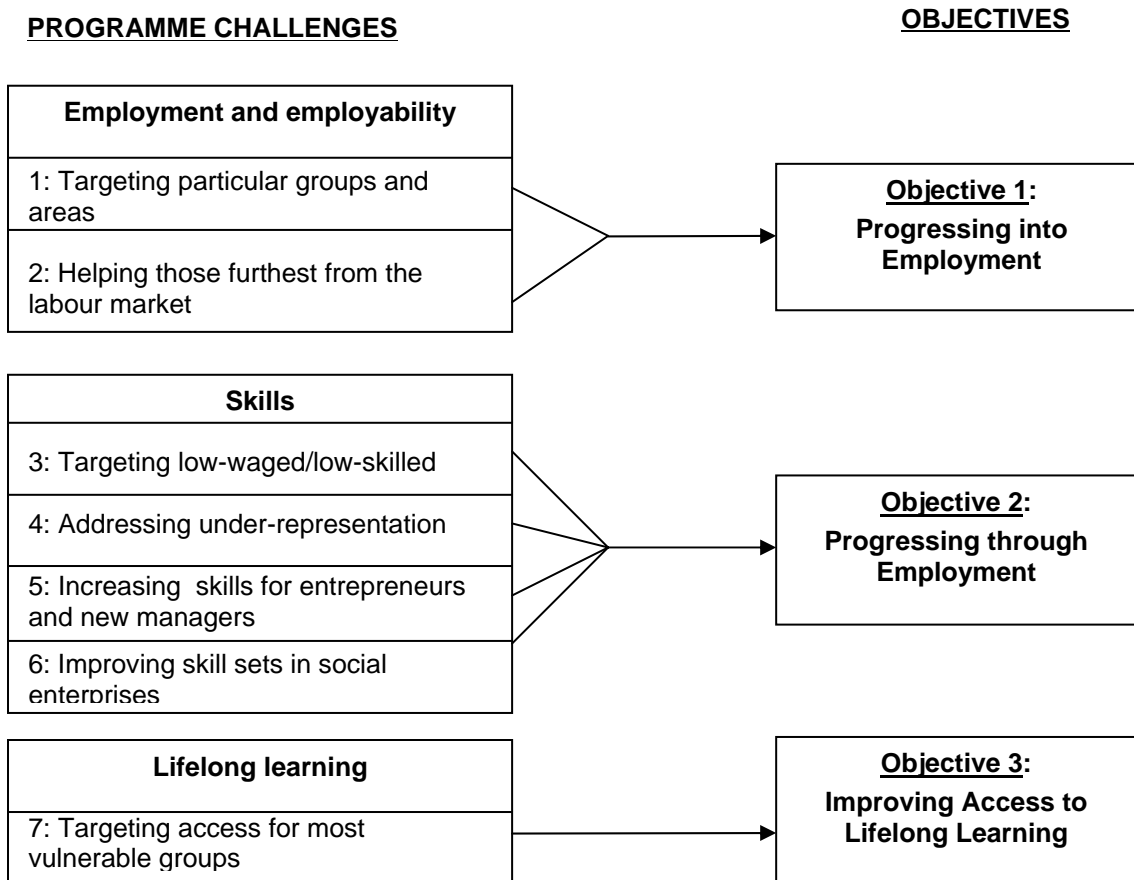 PROGRAMME CHALLENGES
OBJECTIVES
Employment and employability
1: Targeting particular groups and
areas
2: Helping those furthest from the
labour market
Objective 1:
Progressing into
Employment
Skills
3: Targeting low-waged/low-skilled
4: Addressing under-representation
5: Increasing  skills for entrepreneurs
and new managers
6: Improving skill sets in social
enterprises
Objective 2:
Progressing through
Employment
Lifelong learning
7: Targeting access for most
vulnerable groups
Objective 3:
Improving Access to
Lifelong Learning